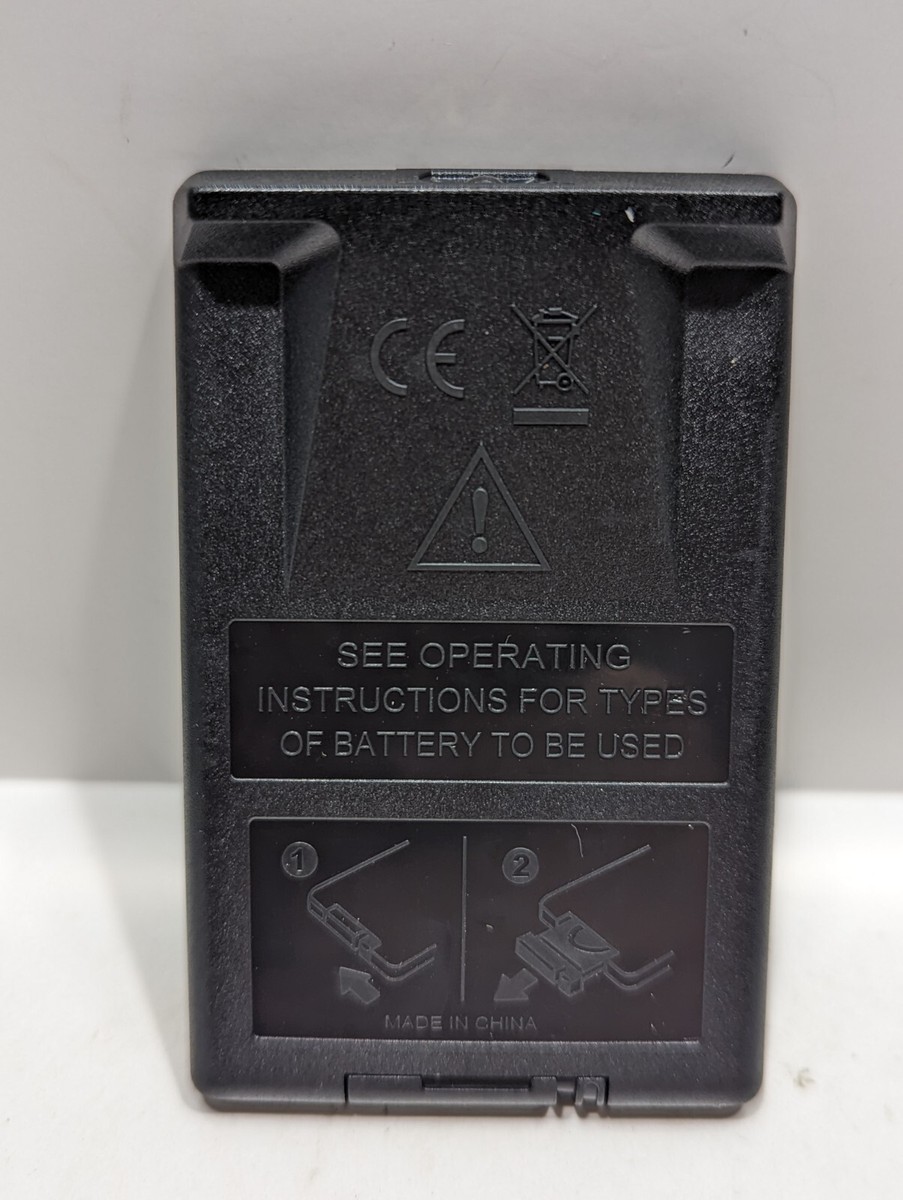 CE
SEE OPERATING
INSTRUCTIONS FOR TYPES
OF BATTERY TO BE USED
1
2
MADE IN CHINA